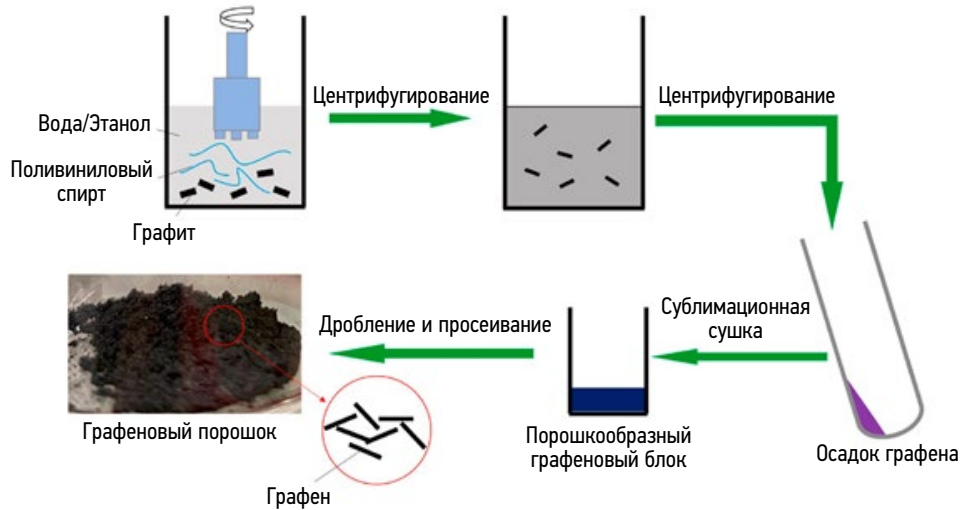 Центрифугирование
Центрифугирование
Вода/Этанол
Поливиниловый
спирт
Графит
Сублимационная
сушка
Дробление и просеивание
Графеновый порошок
Порошкообразный
графеновый блок
Осадок графена
Графен